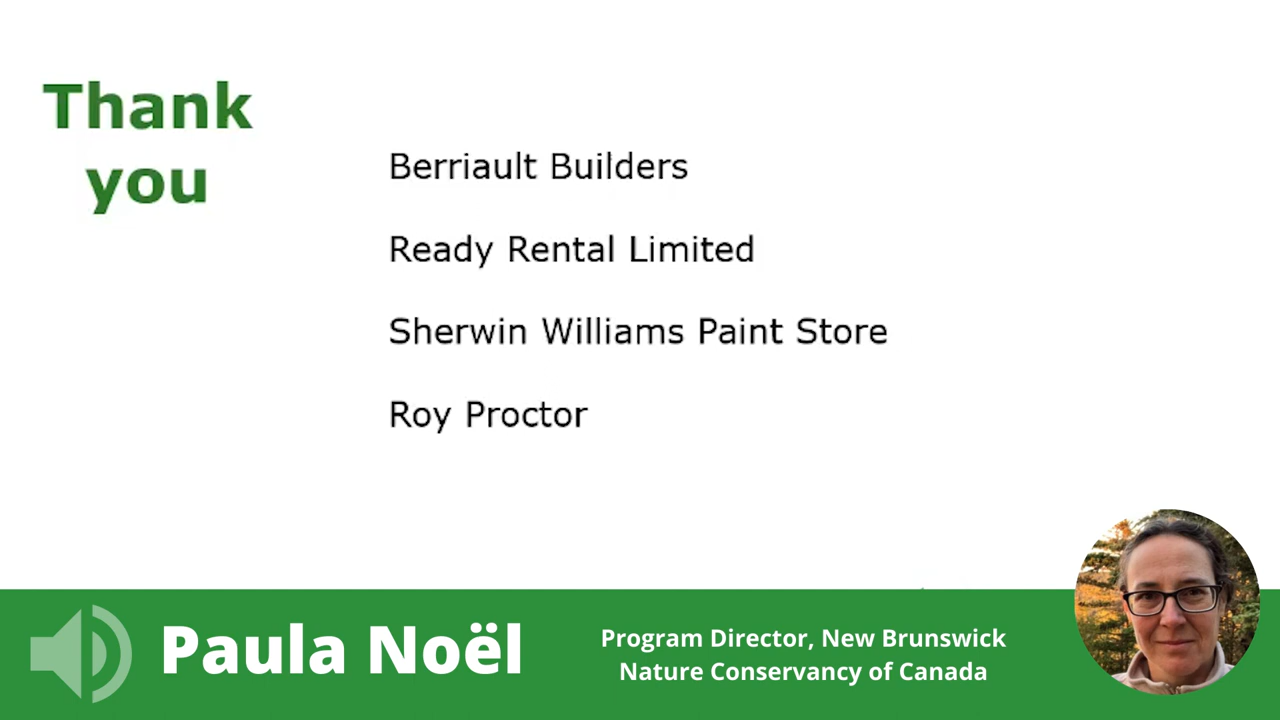 Thank
you
Berriault Builders
Ready Rental Limited
Sherwin Williams Paint Store
Roy Proctor
Paula Noël
Program Director, New Brunswick
Nature Conservancy of Canada